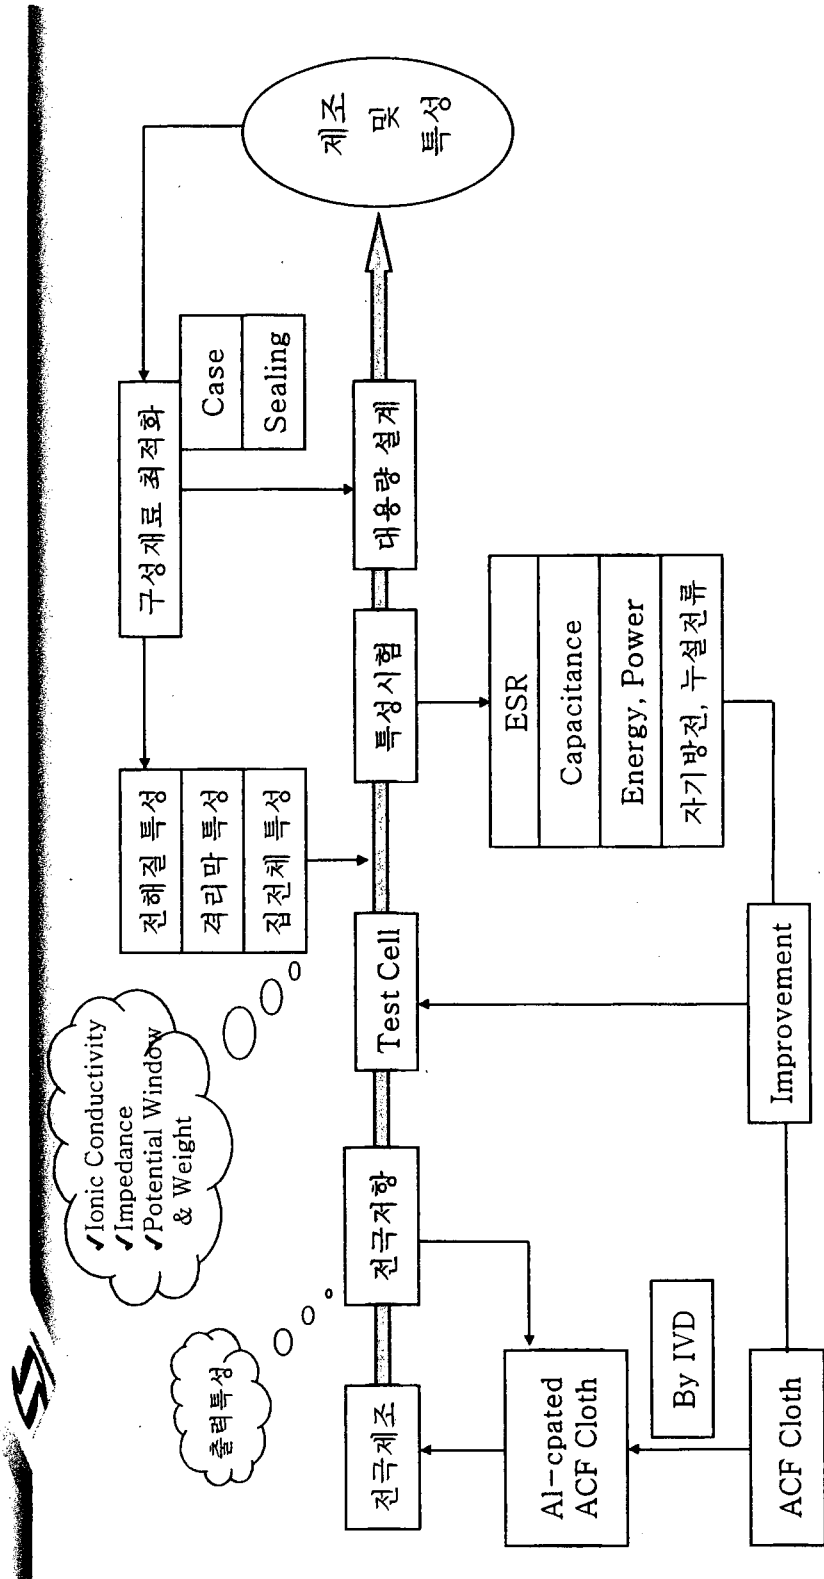 출력특성
✓Ionic Conductivity
✓Impedance
✓Potential Window
& Weight
전해질 특성
격리막 특성
집전체 특성
구성재료 최적화
Case
Sealing
전극제조
전극저항
Test Cell
특성시험
대용량 설계
제조
및
특성
Al-cpated
ACF Cloth
By IVD
ACF Cloth
Improvement
ESR
Capacitance
Energy, Power
자기방전, 누설전류